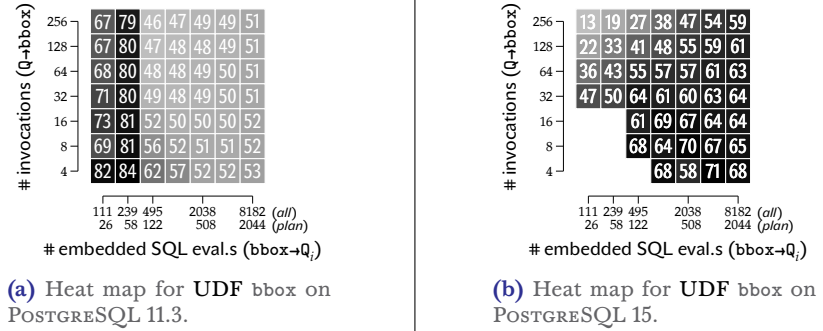 256 67 79 46 47 49 49 51
128 67 80 47 48 48 49 51
64 68 80 48 48 49 50 51
32 71 80 49 48 49 50 51
16 73 81 52 50 50 50 52
8 69 81 56 52 51 51 52
4 82 84 62 57 52 52 53
# invocations (Q→bbox)
111 239 495 2038 8182 (all)
26 58 122 508 2044 (plan)
# embedded SQL eval.s (bbox→Qi)
(a) Heat map for UDF bbox on
POSTGRESQL 11.3.
256 13 19 27 38 47 54 59
128 22 33 41 48 55 59 61
64 36 43 55 57 57 61 63
32 47 50 64 61 60 63 64
16 61 69 67 64 64
8 68 64 70 67 65
4 68 58 71 68
# invocations (Q→bbox)
111 239 495 2038 8182 (all)
26 58 122 508 2044 (plan)
# embedded SQL eval.s (bbox→Qi)
(b) Heat map for UDF bbox on
POSTGRESQL 15.